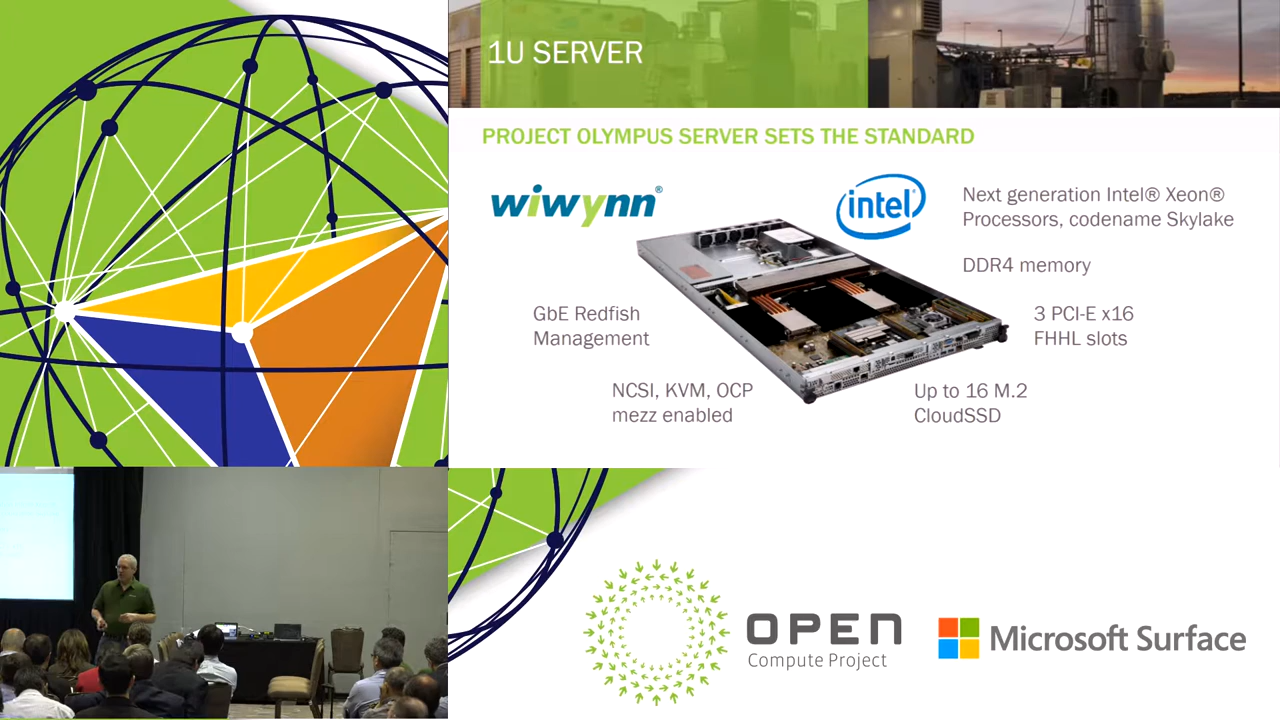 1U SERVER
PROJECT OLYMPUS SERVER SETS THE STANDARD
wiwynn®
intel
Next generation Intel® Xeon®
Processors, codename Skylake
DDR4 memory
GbE Redfish
Management
3 PCI-E x16
FHHL slots
NCSI, KVM, OCP
mezz enabled
Up to 16 M.2
CloudSSD
OPEN
Compute Project
Microsoft Surface